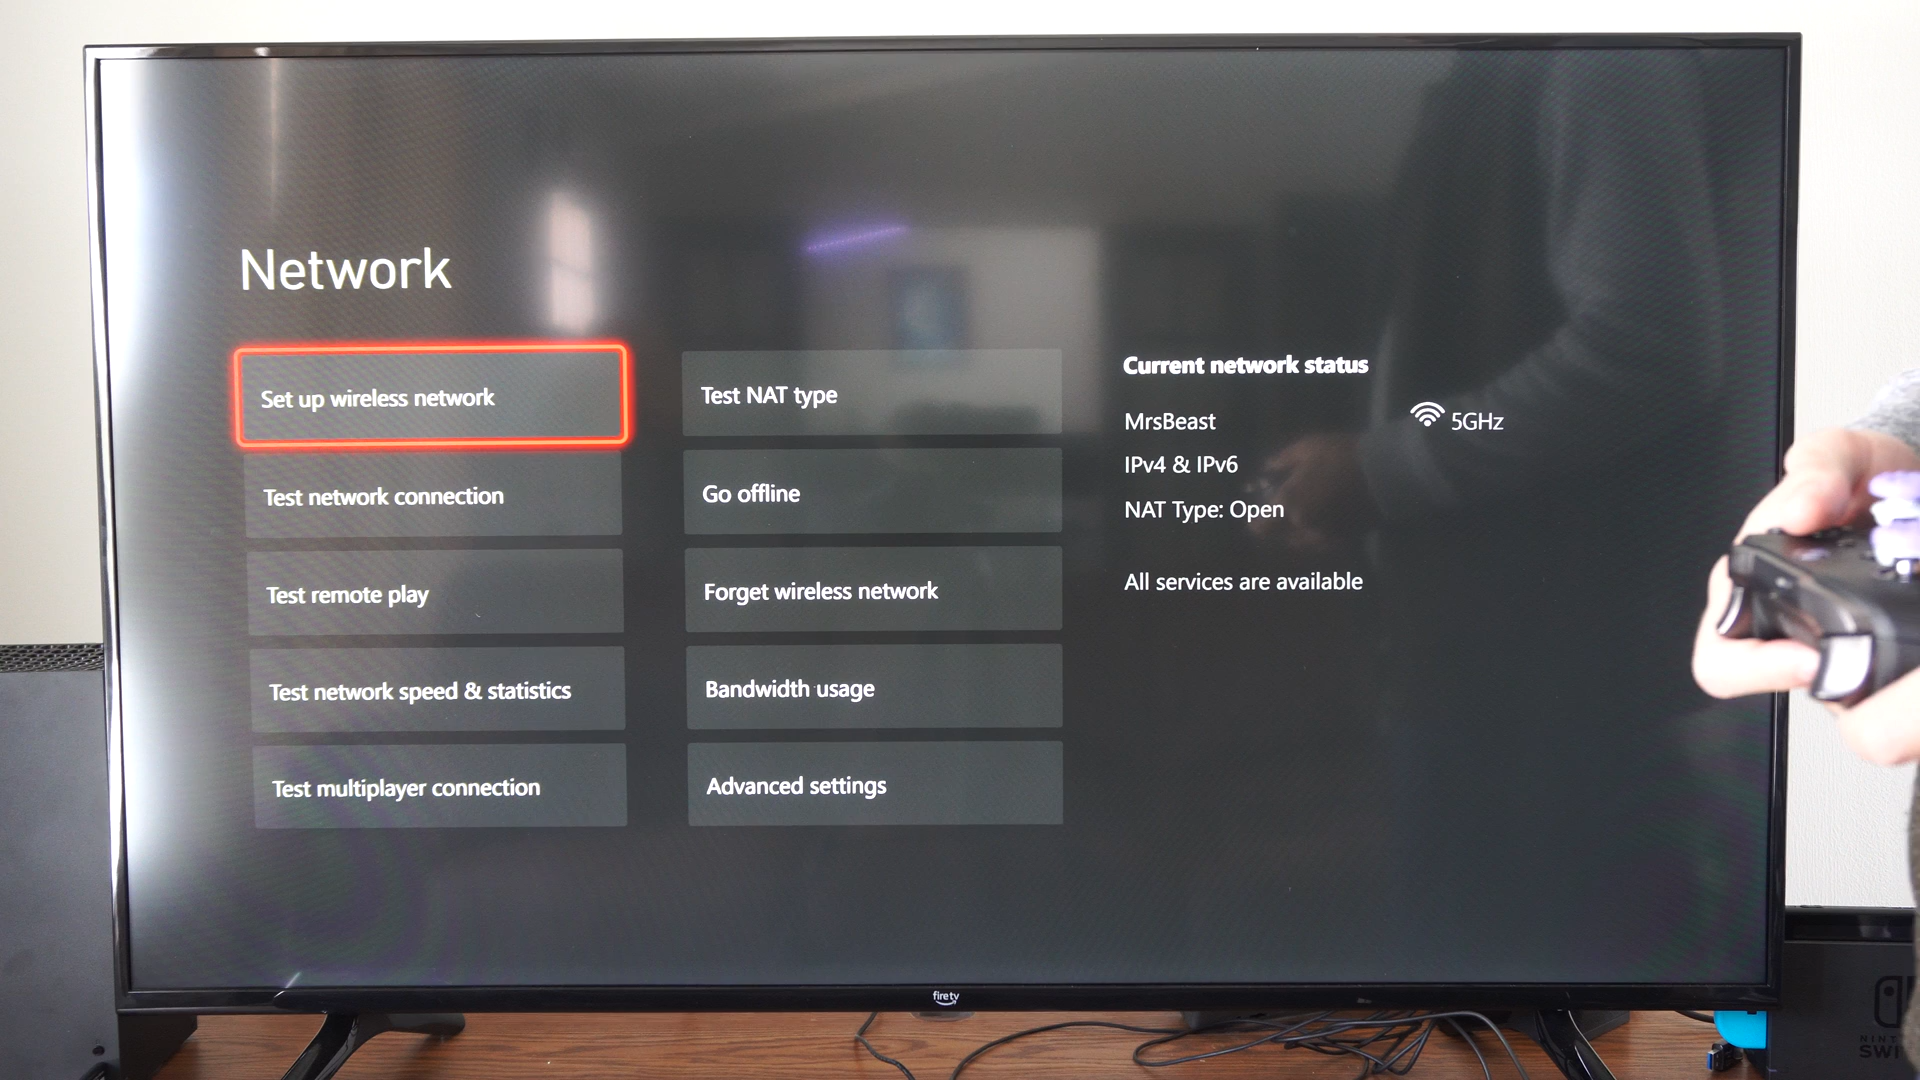 Network
Set up wireless network
Test network connection
Test remote play
Test network speed & statistics
Test multiplayer connection
Test NAT type
Go offline
Forget wireless network
Bandwidth usage
Advanced settings
Current network status
MrsBeast
5GHz
IPv4 & IPv6
NAT Type: Open
All services are available
firetv